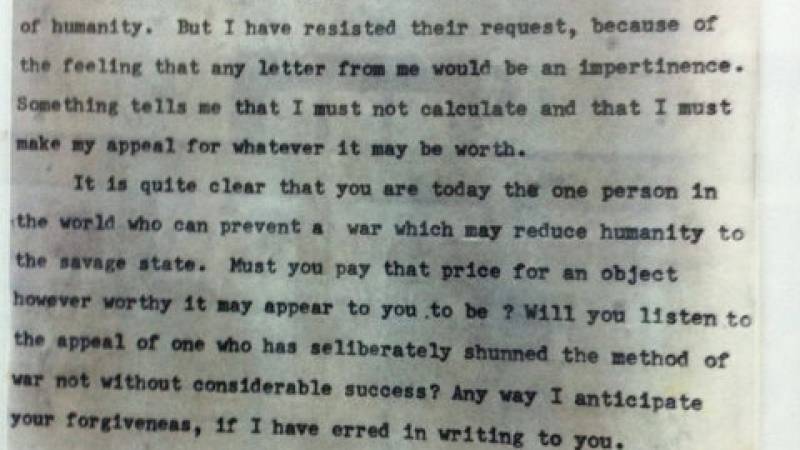 of humanity. But I have resisted their request, because of
the feeling that any letter from me would be an impertinence.
Something tells me that I must not calculate and that I must
make my appeal for whatever it may be worth.
It is quite clear that you are today the one person in
the world who can prevent a war which may reduce humanity to
the savage state. Must you pay that price for an object
however worthy it may appear to you to be ? Will you listen to
the appeal of one who has seliberately shunned the method of
war not without considerable success? Any way I anticipate
your forgiveneas, if I have erred in writing to you.